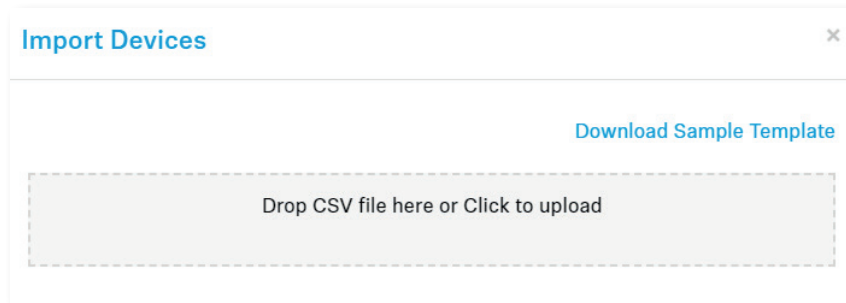 Import Devices ×
Download Sample Template
Drop CSV file here or Click to upload